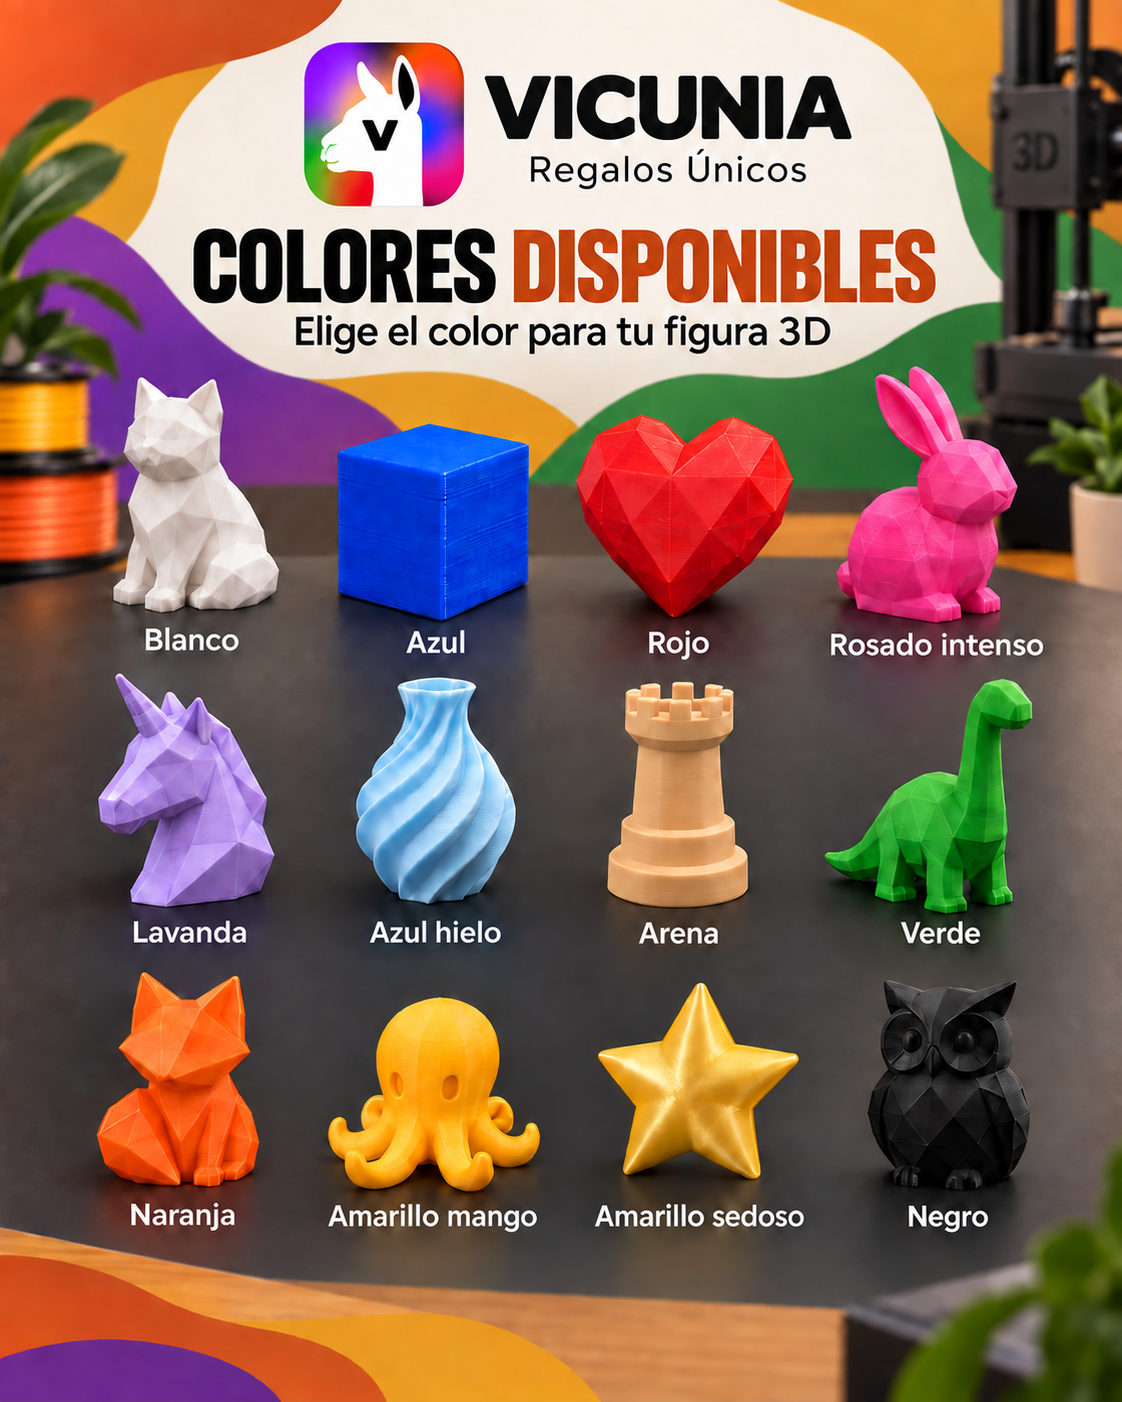 V
VICUNIA
Regalos Únicos
COLORES DISPONIBLES
Elige el color para tu figura 3D
3D
Blanco
Azul
Rojo
Rosado intenso
Lavanda
Azul hielo
Arena
Verde
Naranja
Amarillo mango
Amarillo sedoso
Negro